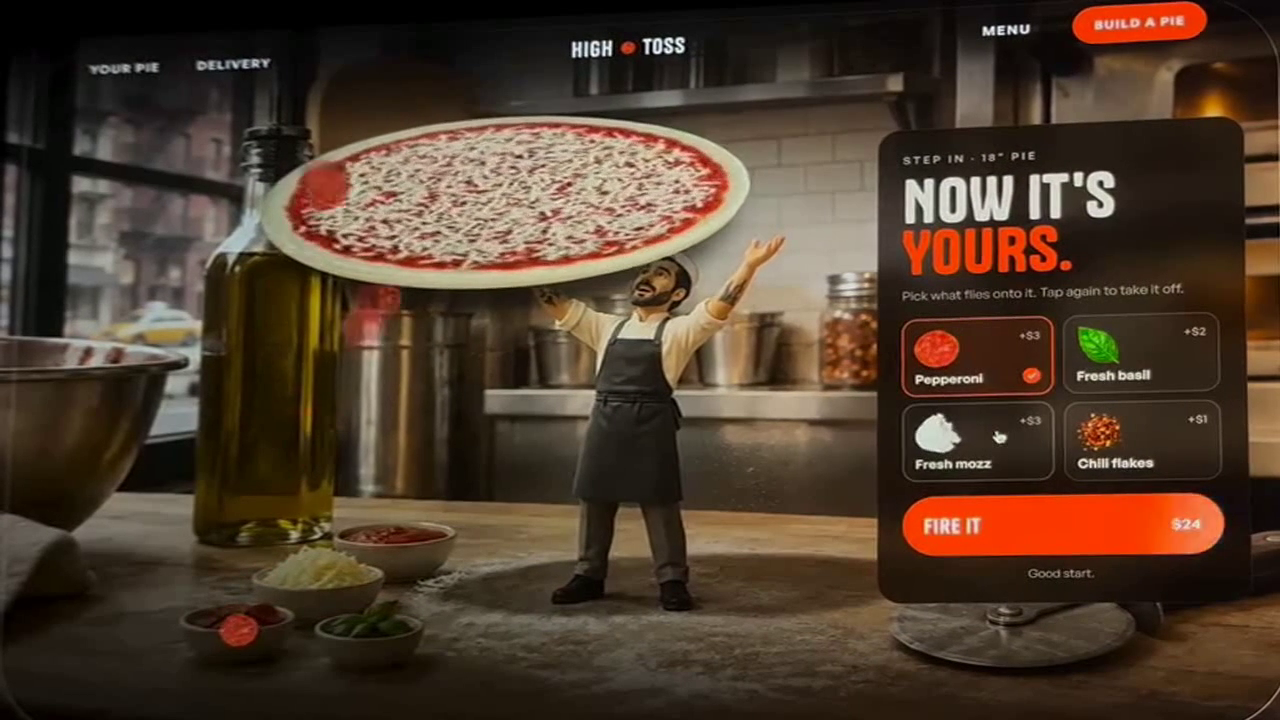 YOUR PIE
DELIVERY
HIGH TOSS
MENU
BUILD A PIE
STEP IN · 18" PIE
NOW IT'S
YOURS.
Pick what flies onto it. Tap again to take it off.
+$3
Pepperoni
+$2
Fresh basil
+$3
Fresh mozz
+$1
Chili flakes
FIRE IT $24
Good start.